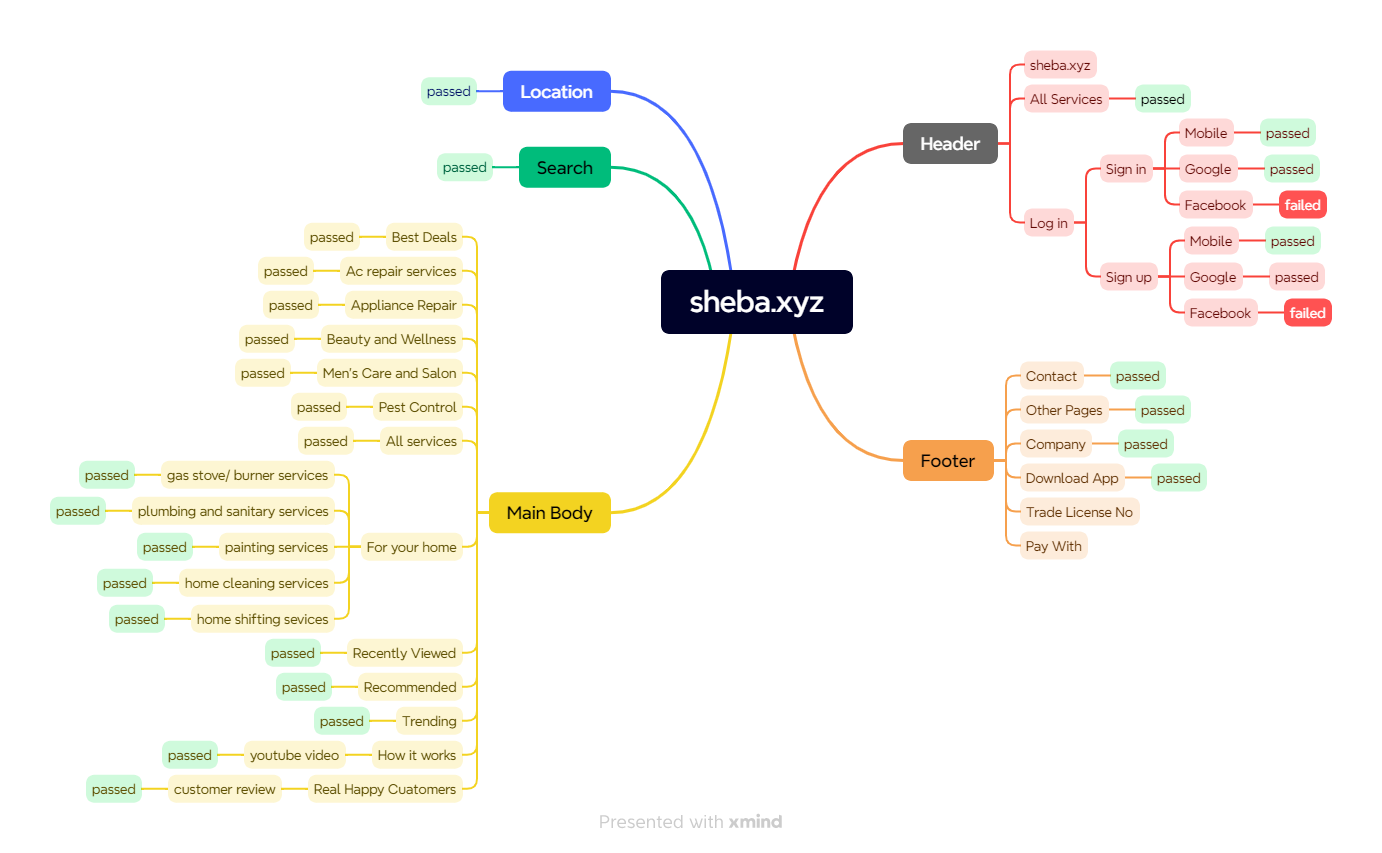 sheba.xyz
Header
sheba.xyz
All Services passed
Log in
Sign in
Mobile passed
Google passed
Facebook failed
Sign up
Mobile passed
Google passed
Facebook failed
Footer
Contact passed
Other Pages passed
Company passed
Download App passed
Trade License No
Pay With
passed Location
passed Search
Main Body
passed Best Deals
passed Ac repair services
passed Appliance Repair
passed Beauty and Wellness
passed Men's Care and Salon
passed Pest Control
passed All services
For your home
passed gas stove/ burner services
passed plumbing and sanitary services
passed painting services
passed home cleaning services
passed home shifting sevices
passed Recently Viewed
passed Recommended
passed Trending
passed youtube video How it works
passed customer review Real Happy Cuatomers
Presented with xmind